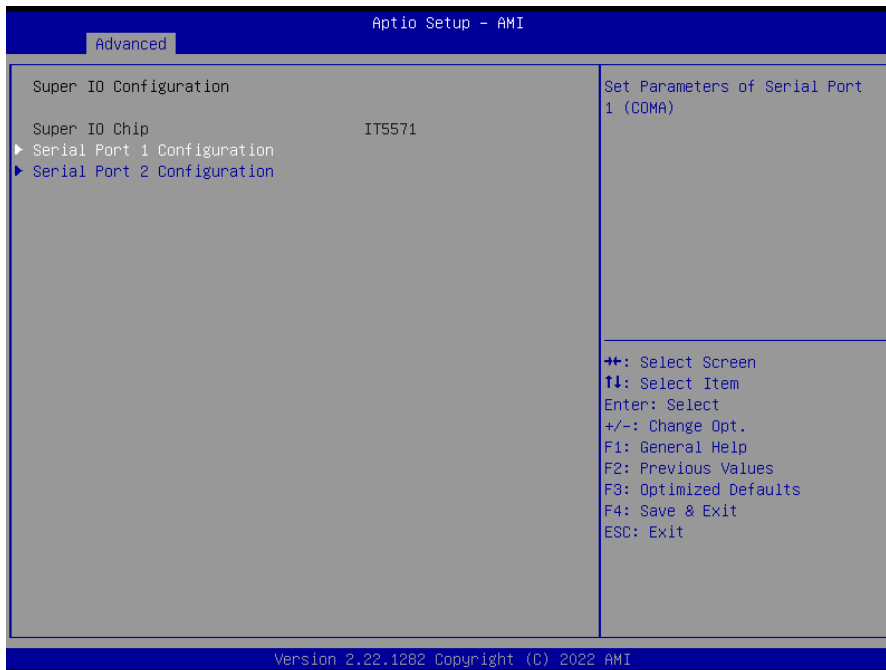 Aptio Setup – AMI
Advanced
Super IO Configuration
Super IO Chip IT5571
Serial Port 1 Configuration
Serial Port 2 Configuration
Set Parameters of Serial Port
1 (COMA)
→←: Select Screen
↑↓: Select Item
Enter: Select
+/-: Change Opt.
F1: General Help
F2: Previous Values
F3: Optimized Defaults
F4: Save & Exit
ESC: Exit
Version 2.22.1282 Copyright (C) 2022 AMI